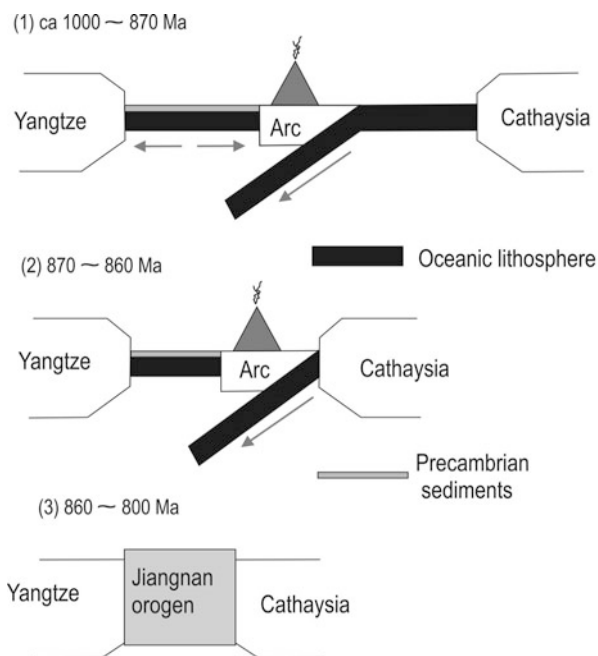 (1) ca 1000 ~ 870 Ma
Yangtze
Arc
Cathaysia
Oceanic lithosphere
(2) 870 ~ 860 Ma
Yangtze
Arc
Cathaysia
Precambrian
sediments
(3) 860 ~ 800 Ma
Yangtze
Jiangnan
orogen
Cathaysia